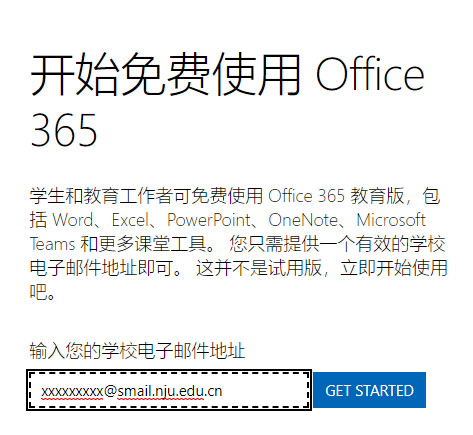 开始免费使用 Office
365
学生和教育工作者可免费使用 Office 365 教育版，包
括 Word、Excel、PowerPoint、OneNote、Microsoft
Teams 和更多课堂工具。 您只需提供一个有效的学校
电子邮件地址即可。 这并不是试用版，立即开始使用
吧。
输入您的学校电子邮件地址
xxxxxxxxx@smail.nju.edu.cn
GET STARTED